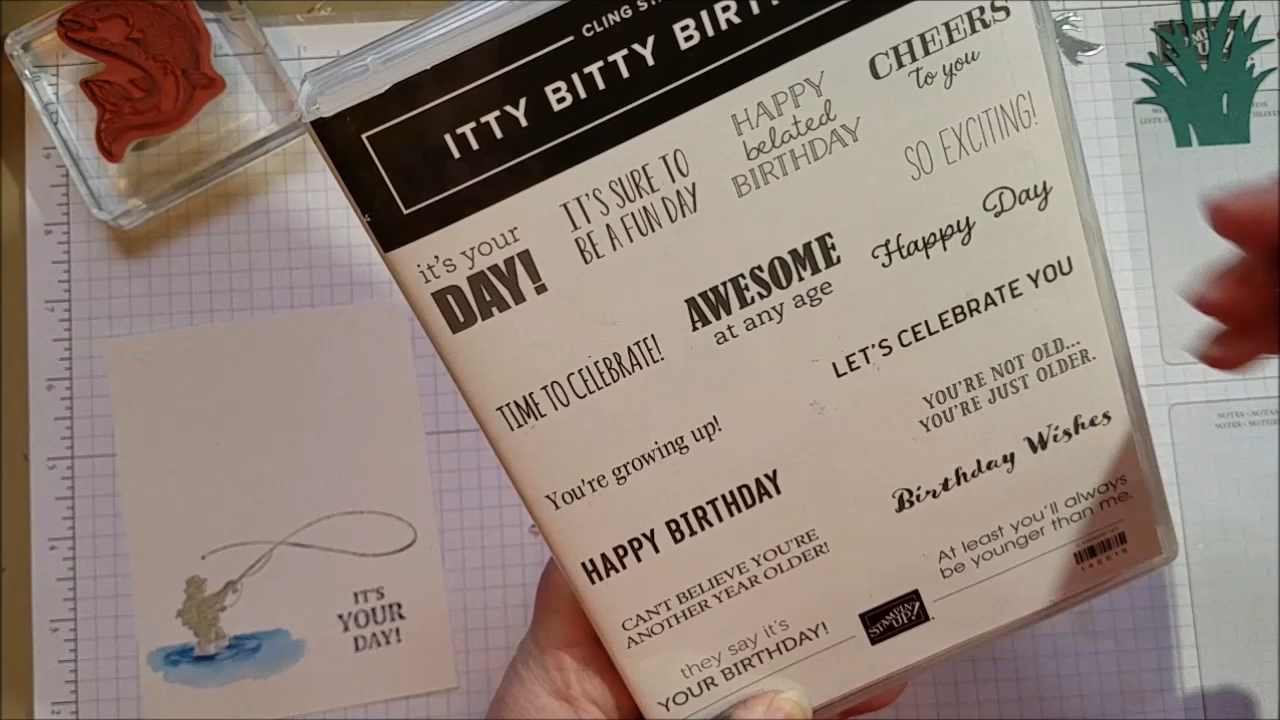 CLING
ITTY BITTY
CHEERS
to you
HAPPY
belated
BIRTHDAY
SO EXCITING!
IT'S SURE TO
BE A FUN DAY
it's your
DAY!
Happy Day
AWESOME
at any age
LET'S CELEBRATE YOU
TIME TO CELEBRATE!
YOU'RE NOT OLD...
YOU'RE JUST OLDER.
You're growing up!
Birthday Wishes
HAPPY BIRTHDAY
At least you'll always
be younger than me.
CAN'T BELIEVE YOU'RE
ANOTHER YEAR OLDER!
they say it's
YOUR BIRTHDAY!
STAMPIN' UP!
IT'S
YOUR
DAY!